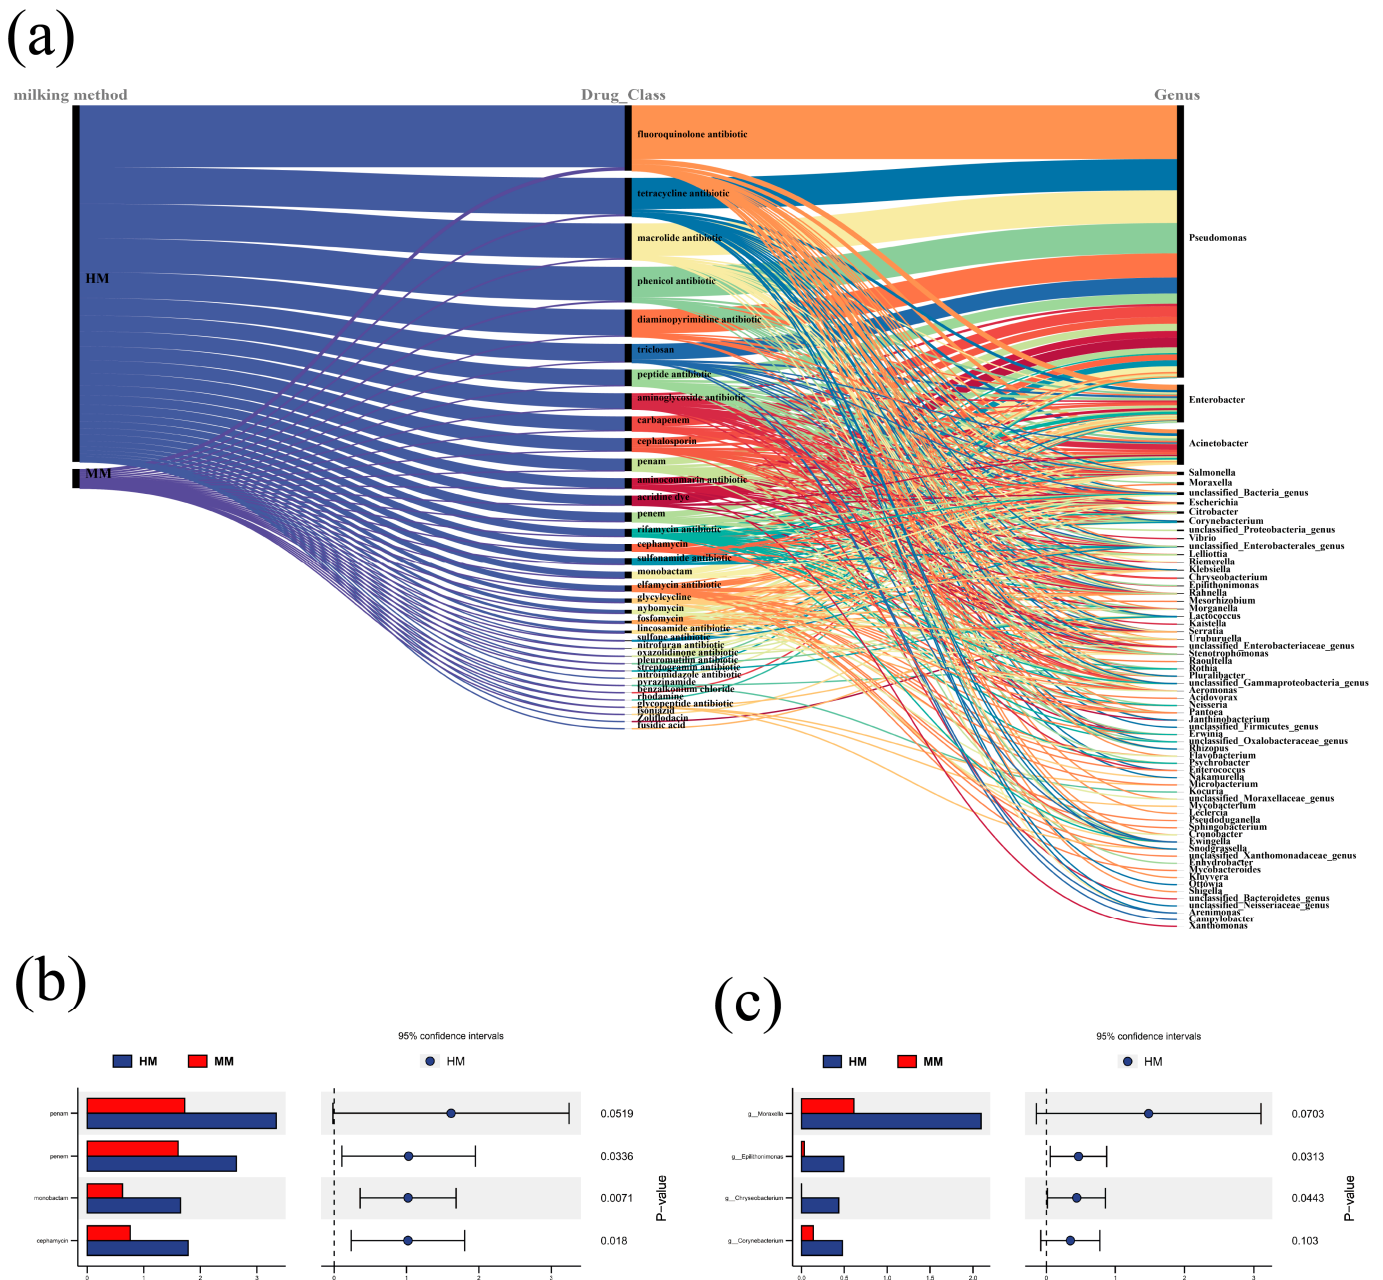 (a)
milking method
Drug_Class
Genus
HM
MM
fluoroquinolone antibiotic
tetracycline antibiotic
macrolide antibiotic
phenicol antibiotic
diaminopyrimidine antibiotic
triclosan
peptide antibiotic
aminoglycoside antibiotic
carbapenem
cephalosporin
penam
aminocoumarin antibiotic
acridine dye
penem
rifamycin antibiotic
cephamycin
sulfonamide antibiotic
monobactam
elfamycin antibiotic
glycylcycline
nybomycin
fosfomycin
lincosamide antibiotic
sulfone antibiotic
nitrofuran antibiotic
oxazolidinone antibiotic
pleuromutilin antibiotic
streptogramin antibiotic
nitroimidazole antibiotic
pyrazinamide
benzalkonium chloride
rhodamine
glycopeptide antibiotic
isoniazid
Zoliflodacin
fusidic acid
Pseudomonas
Enterobacter
Acinetobacter
Salmonella
Moraxella
unclassified_Bacteria_genus
Escherichia
Citrobacter
Corynebacterium
unclassified_Proteobacteria_genus
Vibrio
unclassified_Enterobacterales_genus
Lelliottia
Riemerella
Klebsiella
Chryseobacterium
Epilithonimonas
Rahnella
Mesorhizobium
Morganella
Lactococcus
Kaistella
Serratia
Uruburuella
unclassified_Enterobacteriaceae_genus
Stenotrophomonas
Raoultella
Rothia
Pluralibacter
unclassified_Gammaproteobacteria_genus
Aeromonas
Acidovorax
Neisseria
Pantoea
Janthinobacterium
unclassified_Firmicutes_genus
Erwinia
unclassified_Oxalobacteraceae_genus
Rhizopus
Flavobacterium
Psychrobacter
Enterococcus
Nakamurella
Microbacterium
Kocuria
unclassified_Moraxellaceae_genus
Mycobacterium
Leclercia
Pseudoduganella
Sphingobacterium
Cronobacter
Ewingella
Snodgrassella
unclassified_Xanthomonadaceae_genus
Enhydrobacter
Mycobacteroides
Kluyvera
Ottowia
Shigella
unclassified_Bacteroidetes_genus
unclassified_Neisseriaceae_genus
Arenimonas
Campylobacter
Xanthomonas
(b)
95% confidence intervals
HM MM HM
penam 0.0519
penem 0.0336
monobactam 0.0071
cephamycin 0.018
P-value
0 1 2 3 0 1 2 3
(c)
95% confidence intervals
HM MM HM
g__Moraxella 0.0703
g__Epilithonimonas 0.0313
g__Chryseobacterium 0.0443
g__Corynebacterium 0.103
P-value
0.0 0.5 1.0 1.5 2.0 0 1 2 3